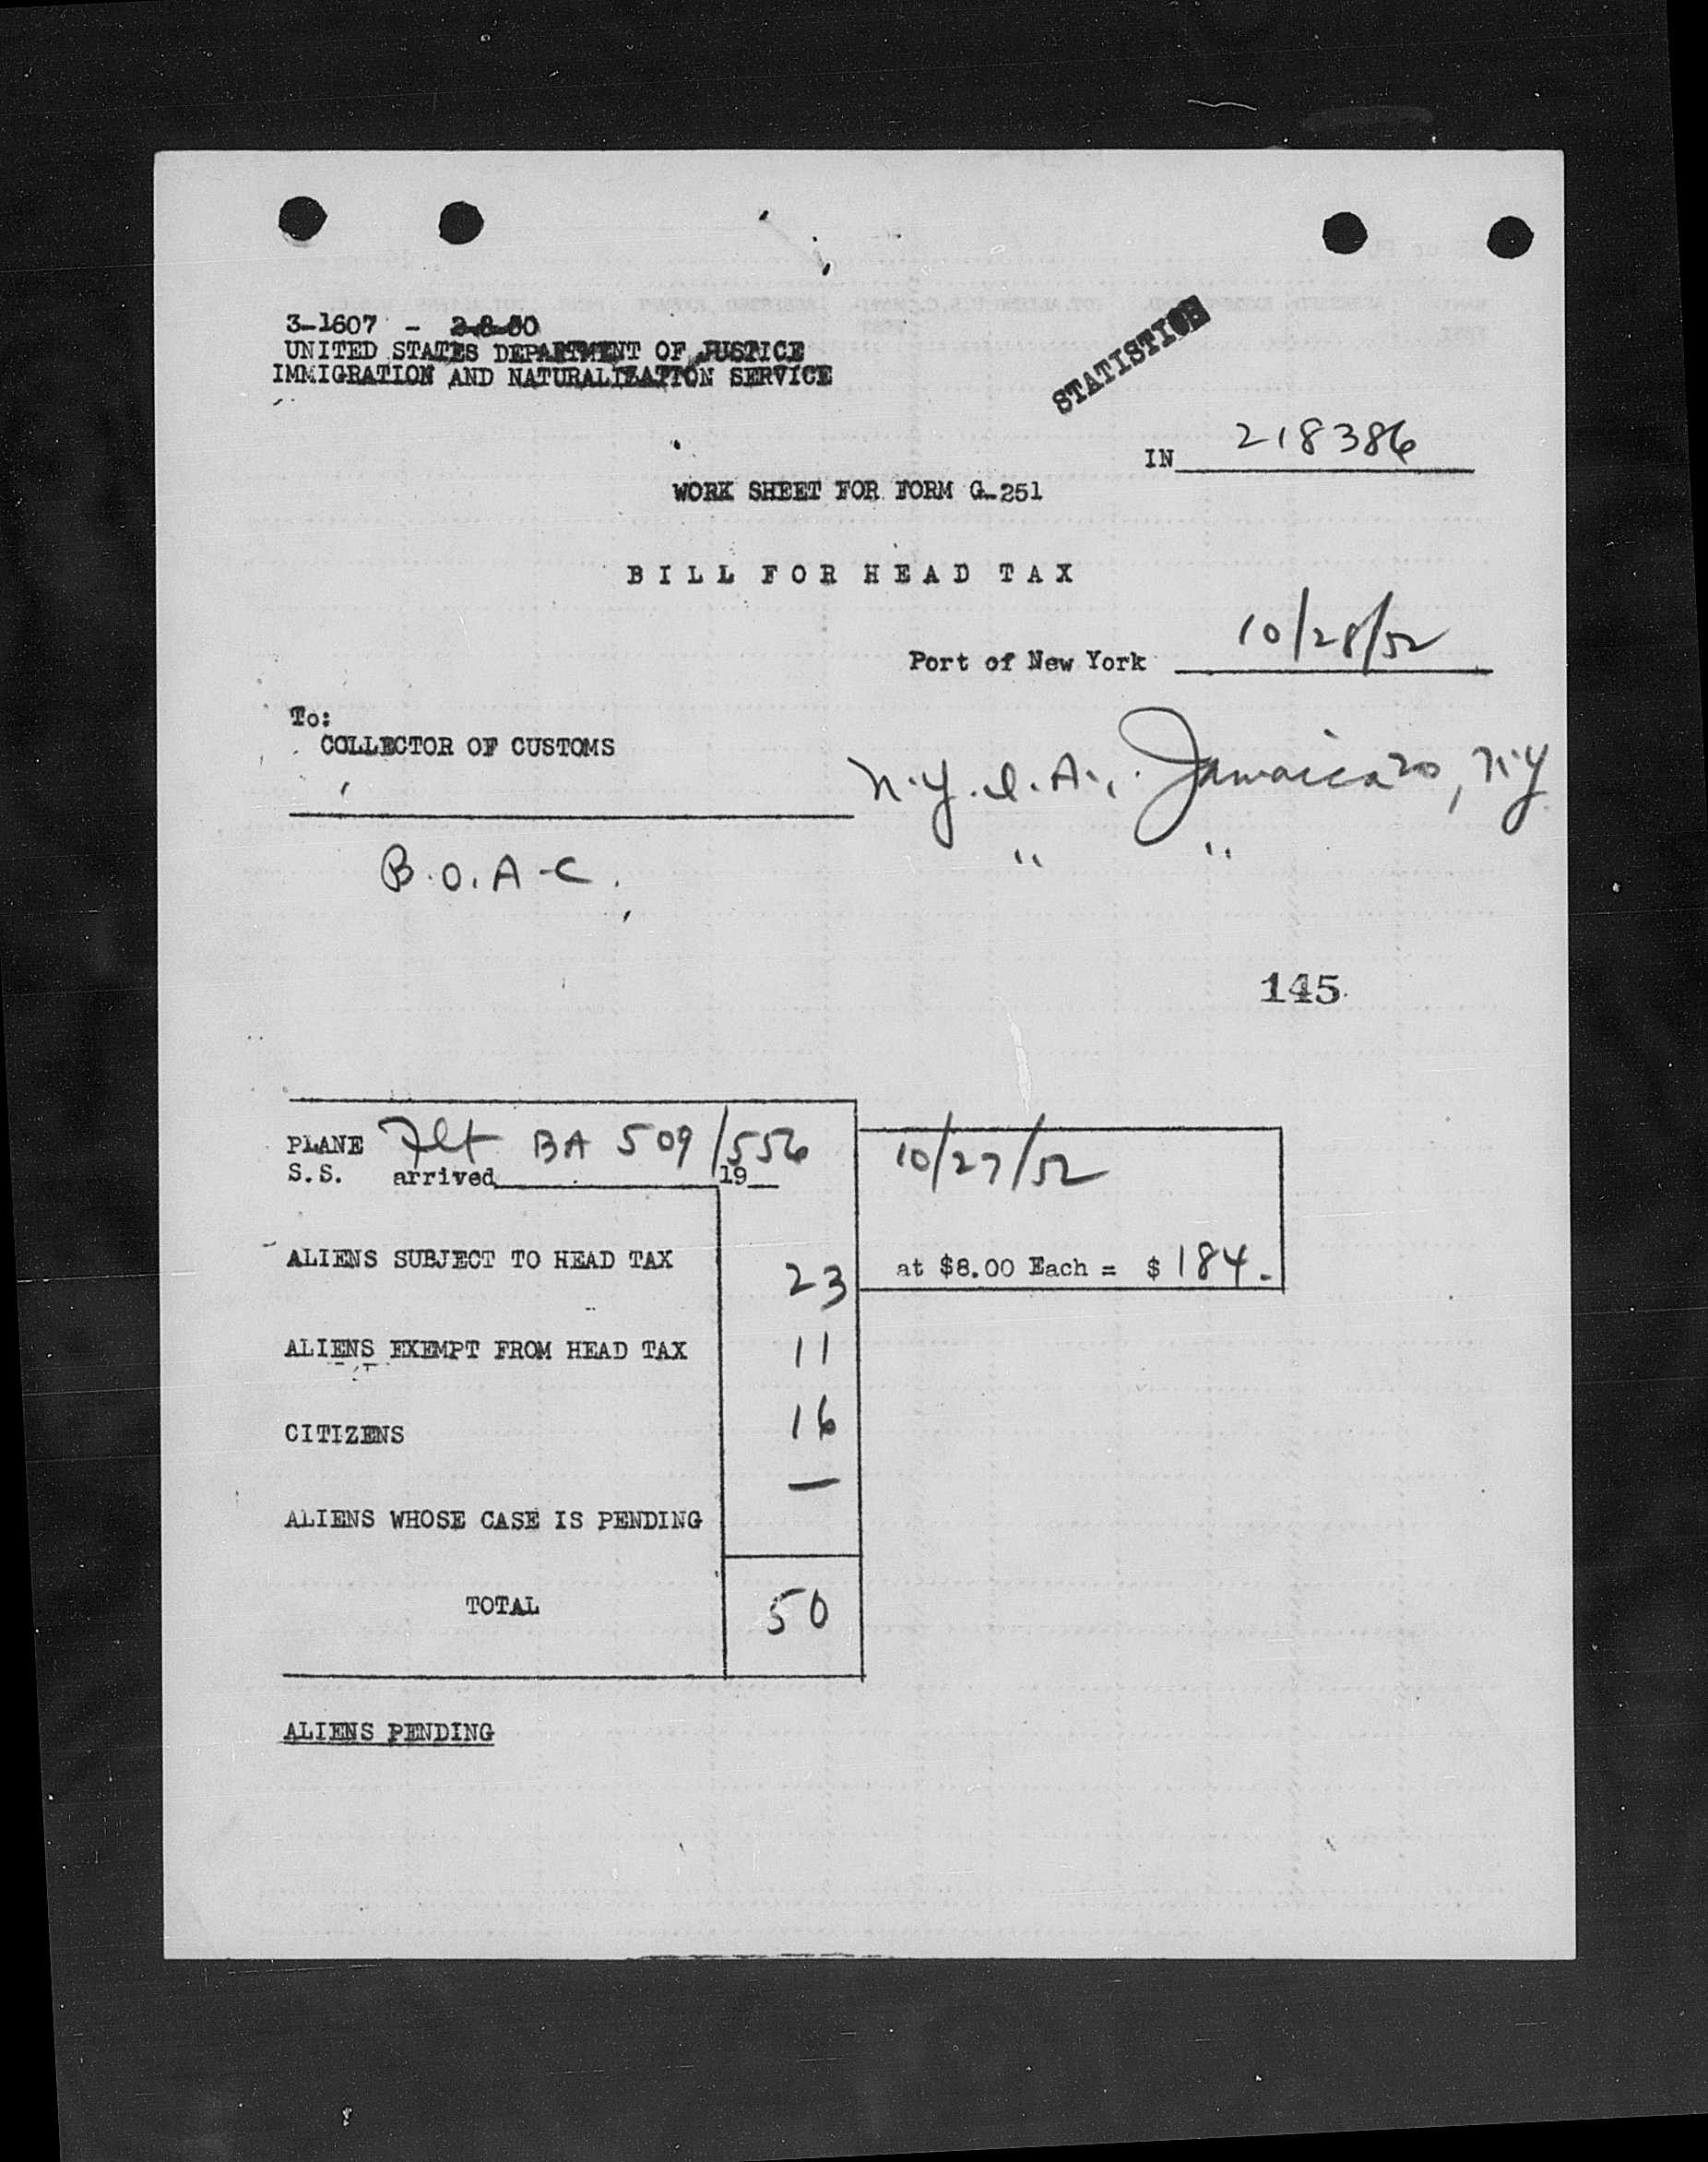 3-1607 - 2-8-50
UNITED STATES DEPARTMENT OF JUSTICE
IMMIGRATION AND NATURALIZATION SERVICE
STATISTICS
IN 218386
WORK SHEET FOR FORM G-251
BILL FOR HEAD TAX
Port of New York 10/28/52
To:
COLLECTOR OF CUSTOMS
N.Y.I.A., Jamaica 20, N.Y
" "
B.O.A.C.
145
PLANE Flt BA 509/556 10/27/52
S.S. arrived 19
ALIENS SUBJECT TO HEAD TAX 23 at $8.00 Each = $ 184.
ALIENS EXEMPT FROM HEAD TAX 11
CITIZENS 16
ALIENS WHOSE CASE IS PENDING —
TOTAL 50
ALIENS PENDING